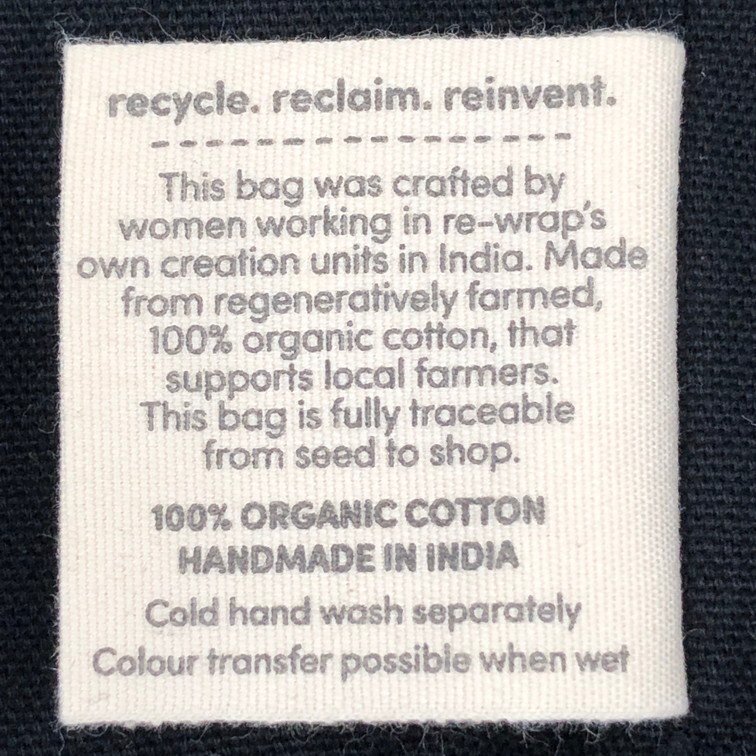 recycle. reclaim. reinvent.
This bag was crafted by
women working in re-wrap's
own creation units in India. Made
from regeneratively farmed,
100% organic cotton, that
supports local farmers.
This bag is fully traceable
from seed to shop.
100% ORGANIC COTTON
HANDMADE IN INDIA
Cold hand wash separately
Colour transfer possible when wet